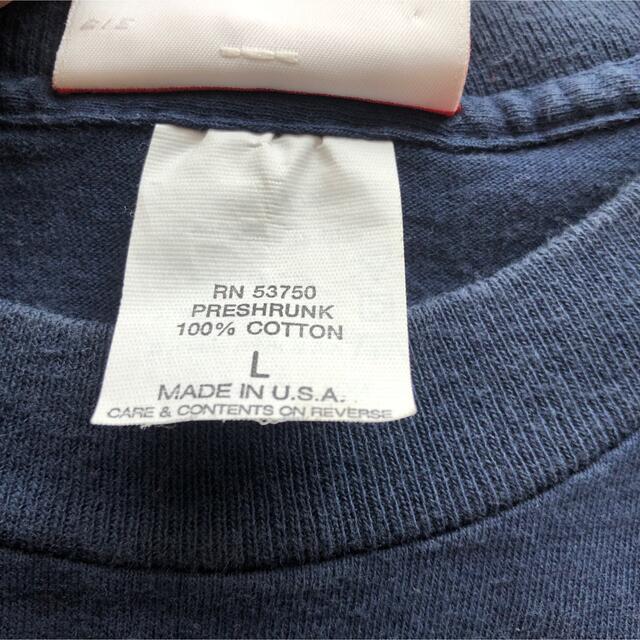 RN 53750
PRESHRUNK
100% COTTON
L
MADE IN U.S.A.
CARE & CONTENTS ON REVERSE